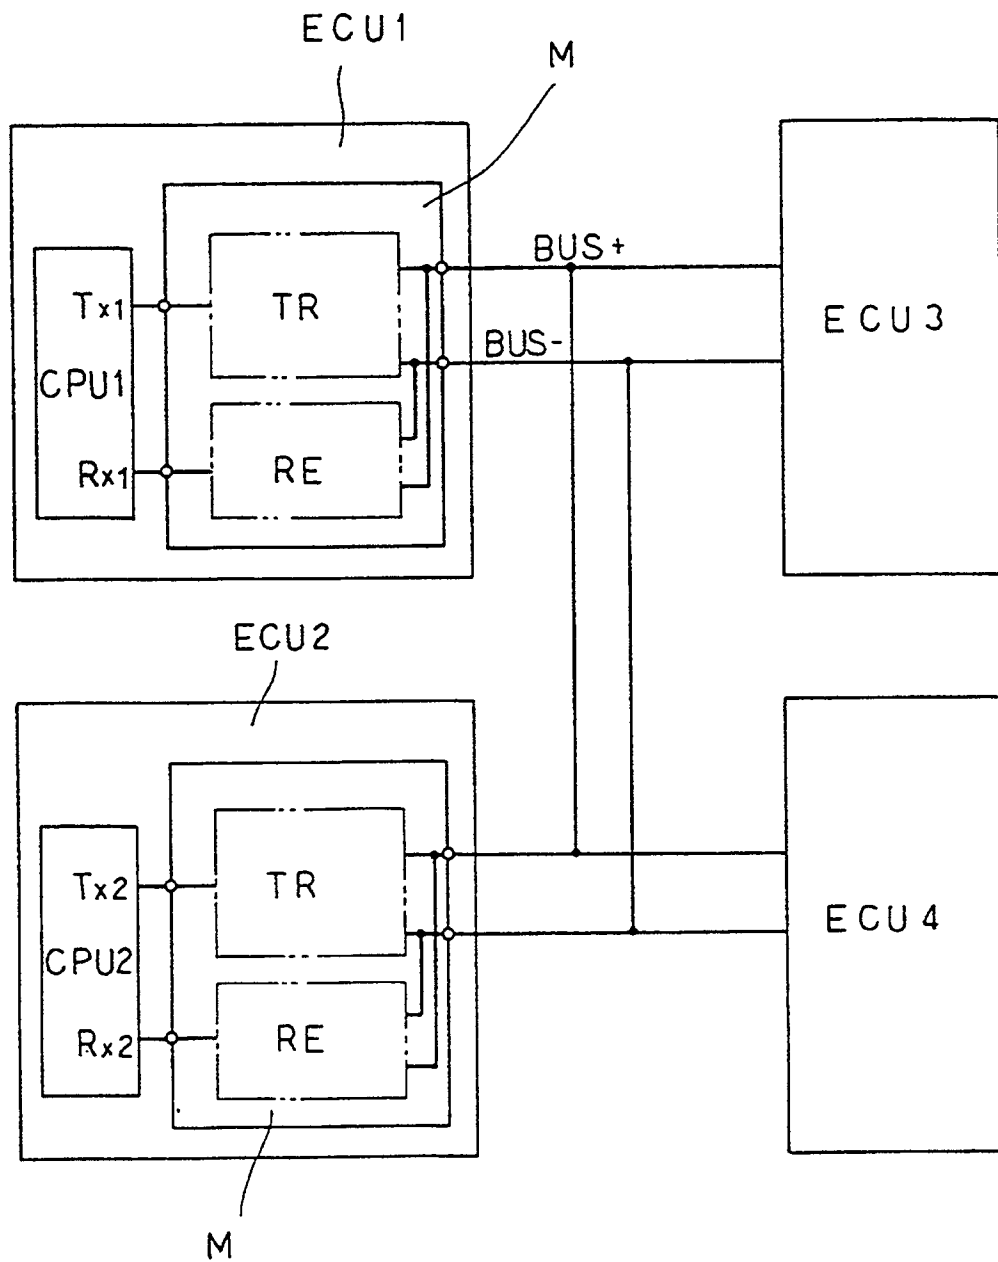 ECU1
M
BUS+
Tx1
TR
ECU3
BUS-
CPU1
Rx1
RE
ECU2
Tx2
TR
ECU4
CPU2
Rx2
RE
M